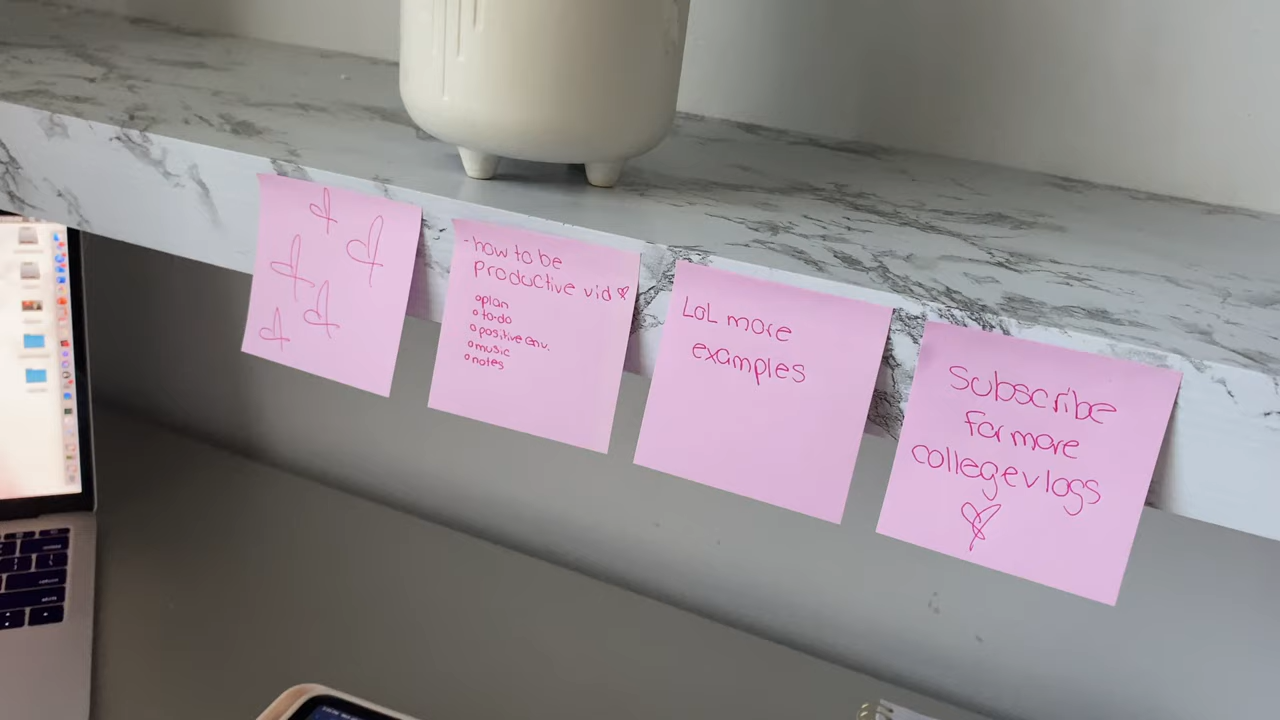 - how to be
productive vid
o plan
o to-do
o positive env.
o music
o notes
LOL more
examples
Subscribe
for more
college vlogs